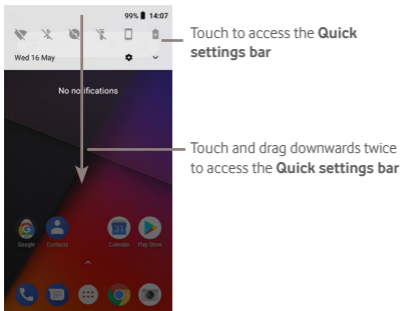 99% 14:07
Touch to access the Quick
settings bar
Wed 16 May
No notifications
Touch and drag downwards twice
to access the Quick settings bar
31
Google Contacts Calendar Play Store